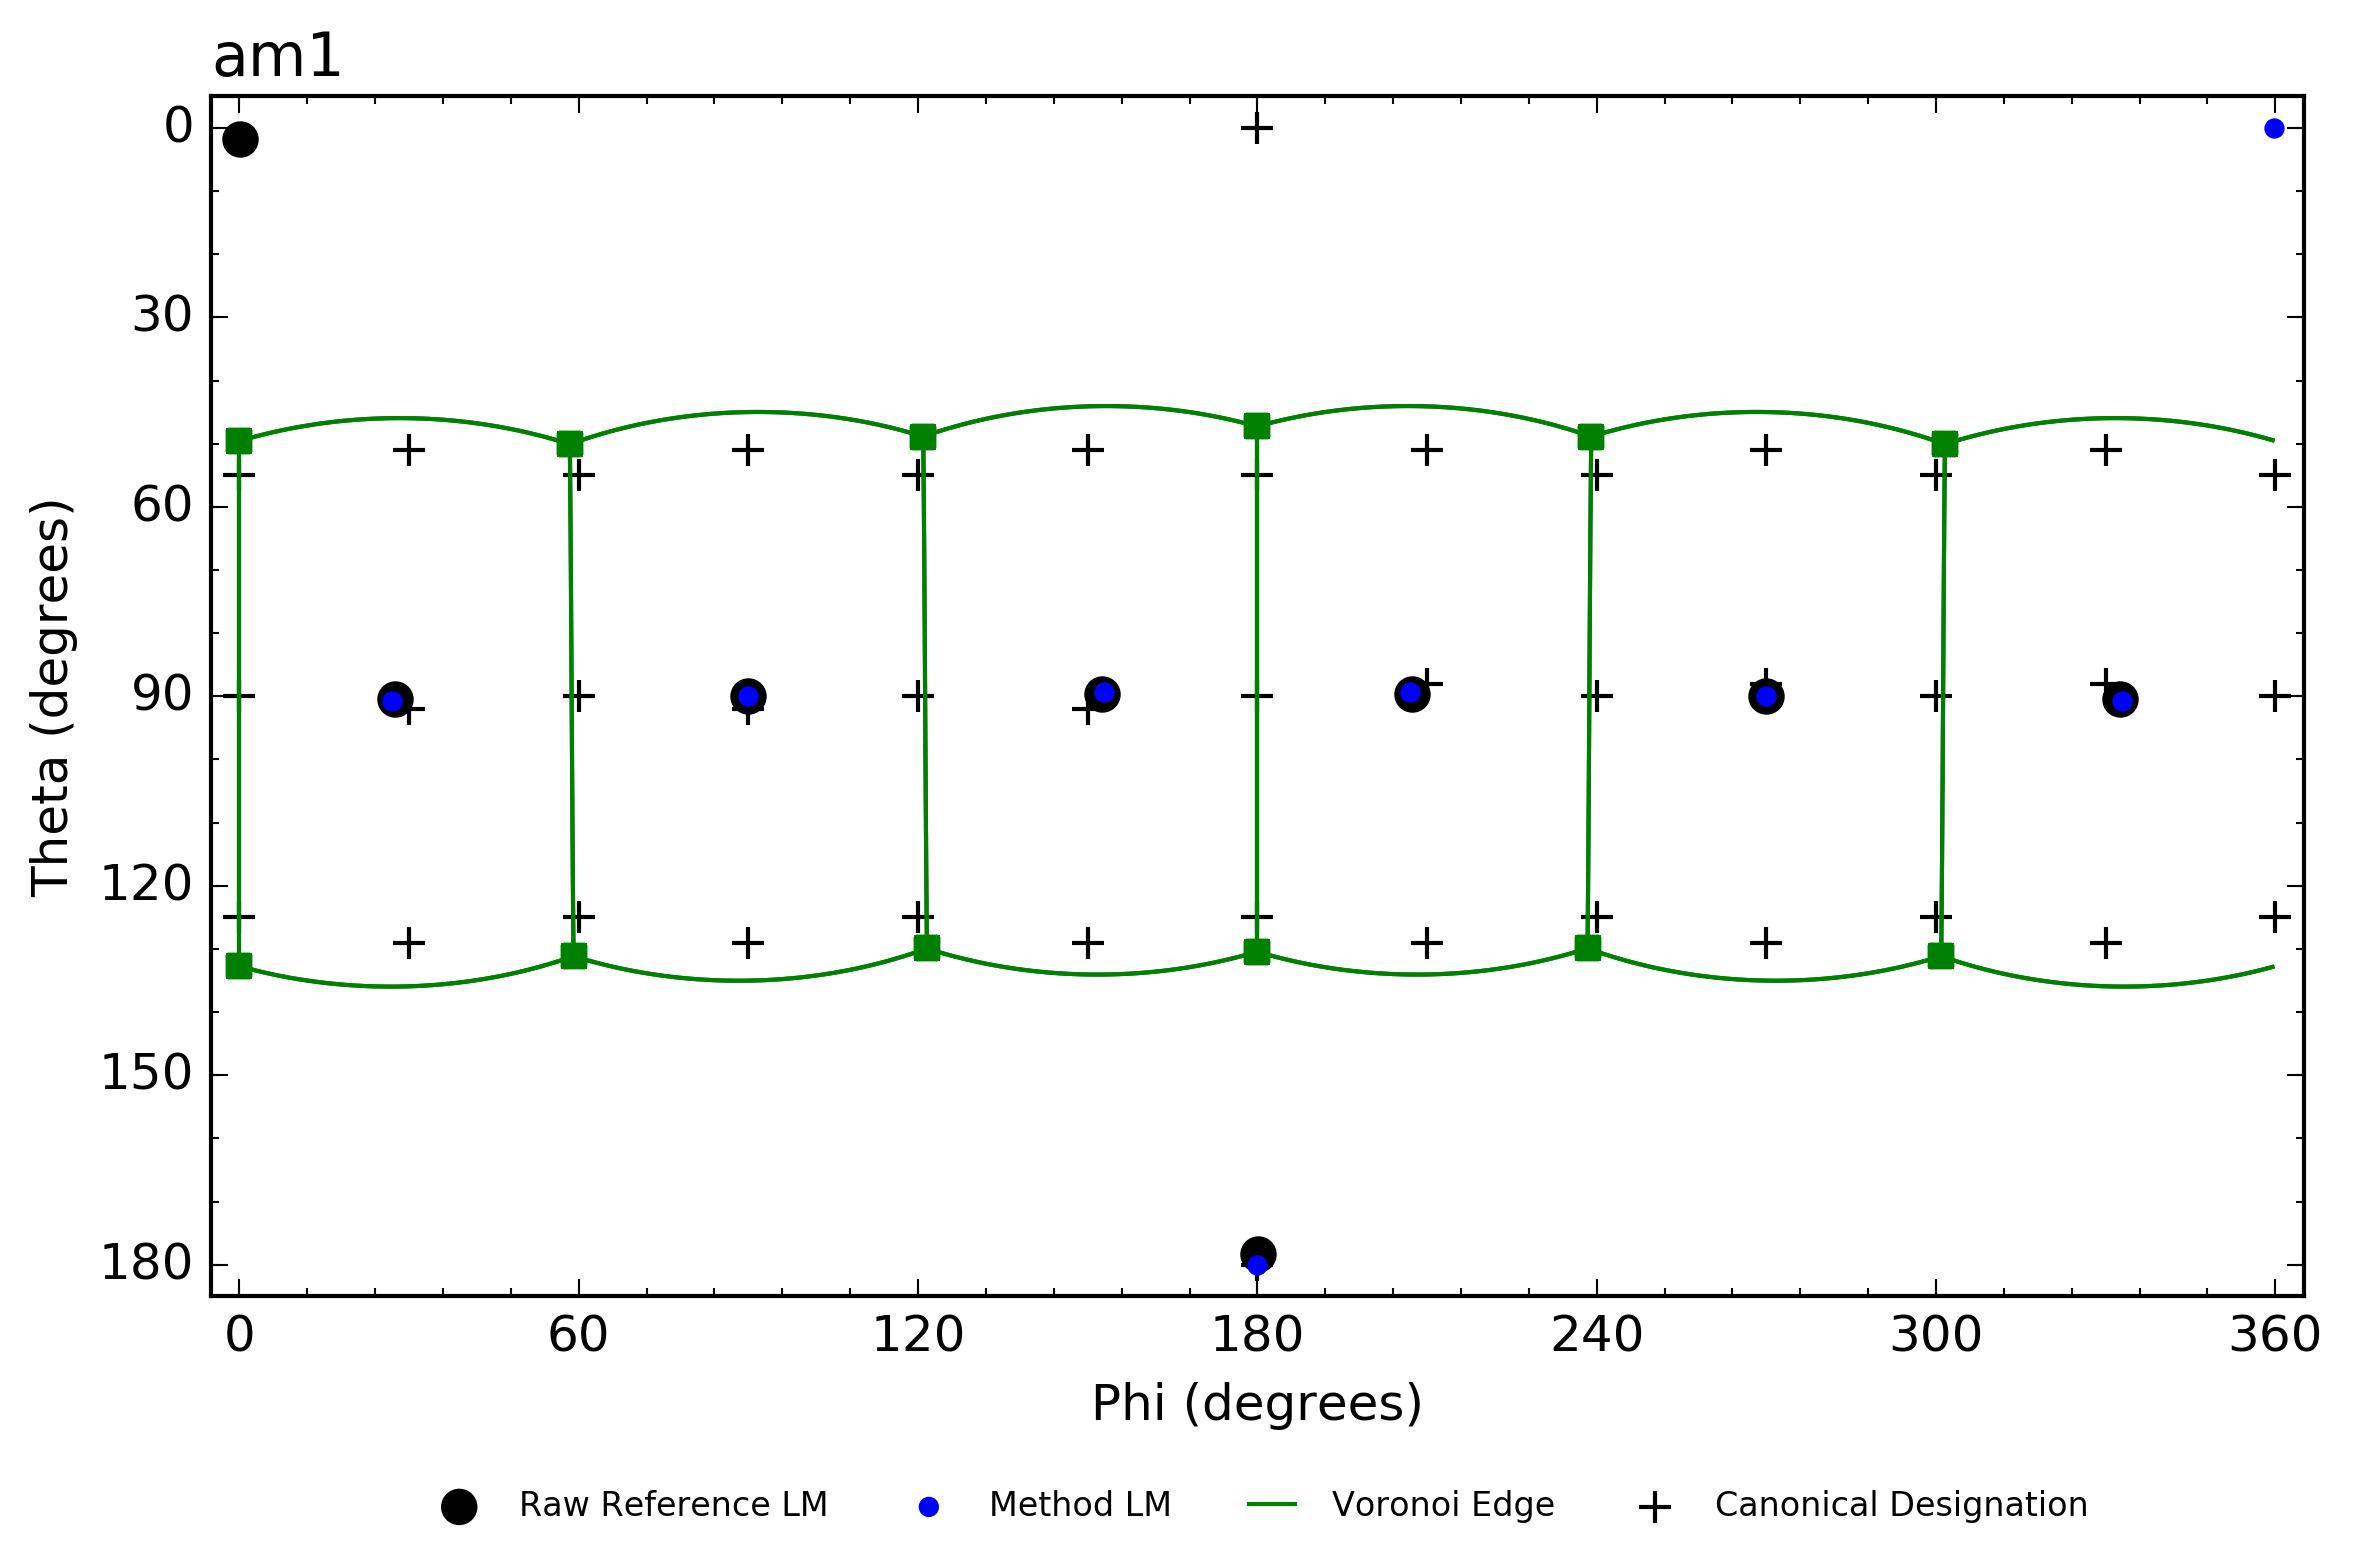 am1
0
30
60
90
120
150
180
Theta (degrees)
0 60 120 180 240 300 360
Phi (degrees)
Raw Reference LM Method LM Voronoi Edge Canonical Designation